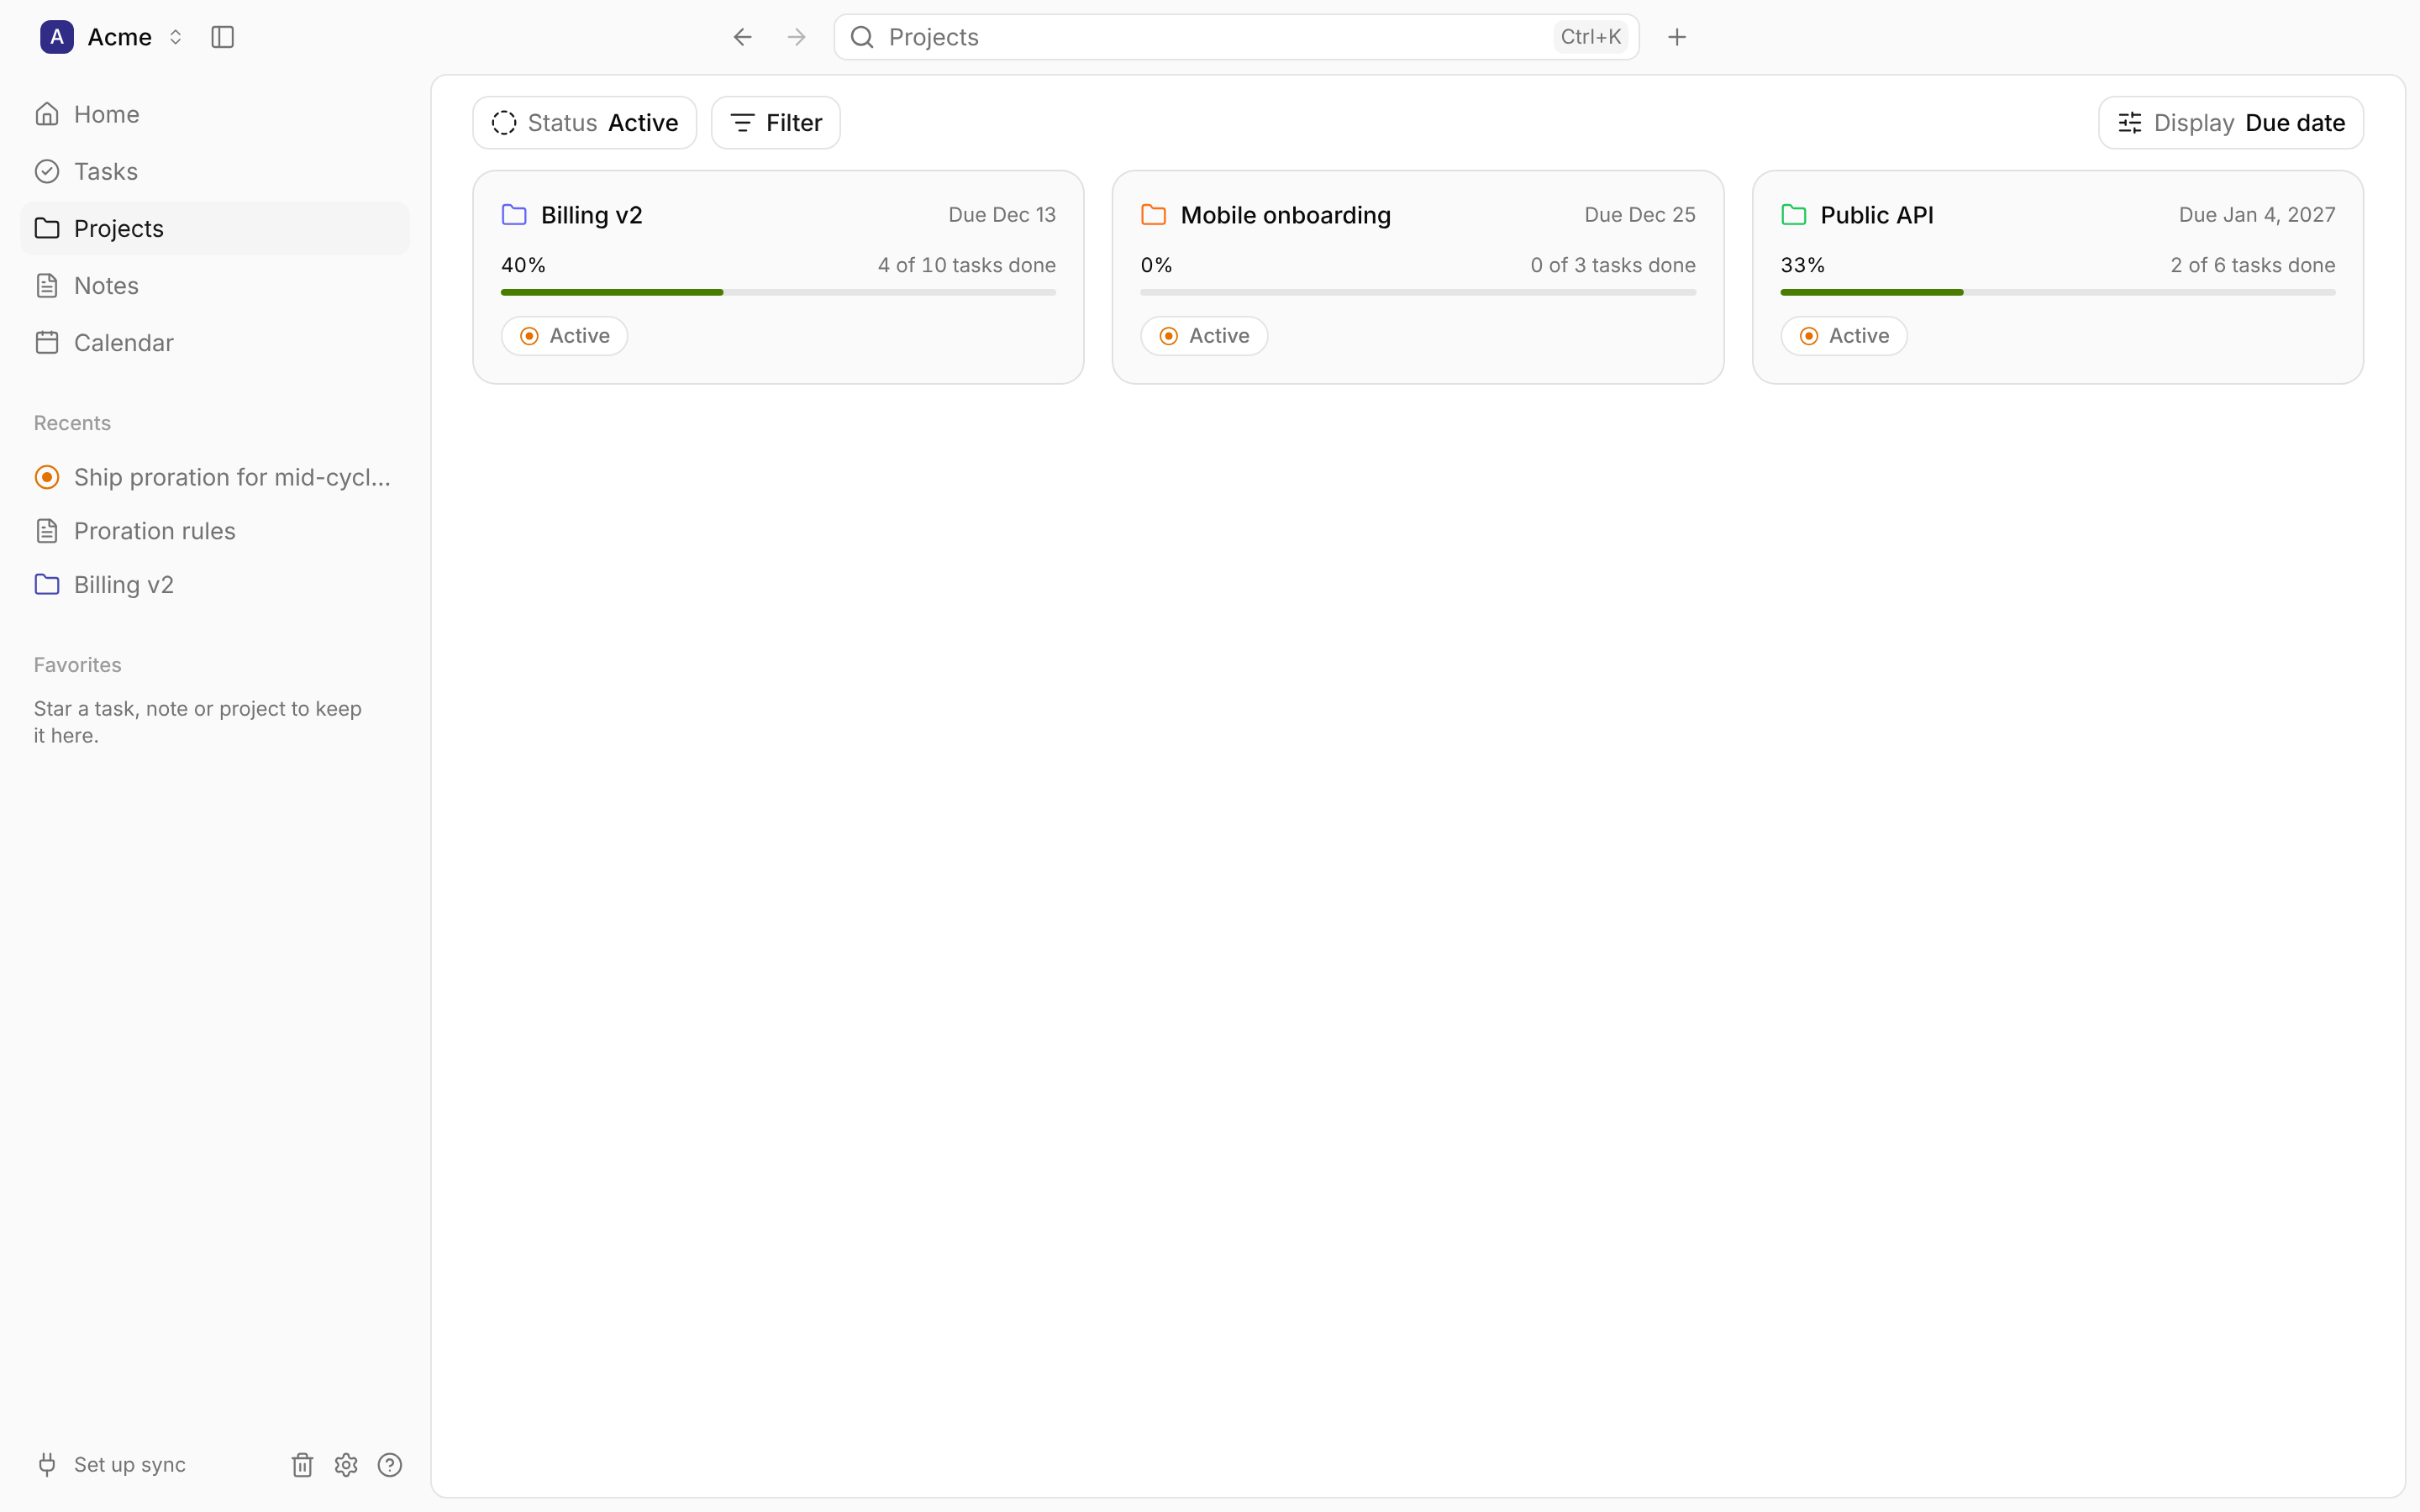 A Acme
Projects Ctrl+K
Home
Tasks
Projects
Notes
Calendar
Recents
Ship proration for mid-cycl...
Proration rules
Billing v2
Favorites
Star a task, note or project to keep
it here.
Set up sync
Status Active
Filter
Display Due date
Billing v2 Due Dec 13
40% 4 of 10 tasks done
Active
Mobile onboarding Due Dec 25
0% 0 of 3 tasks done
Active
Public API Due Jan 4, 2027
33% 2 of 6 tasks done
Active